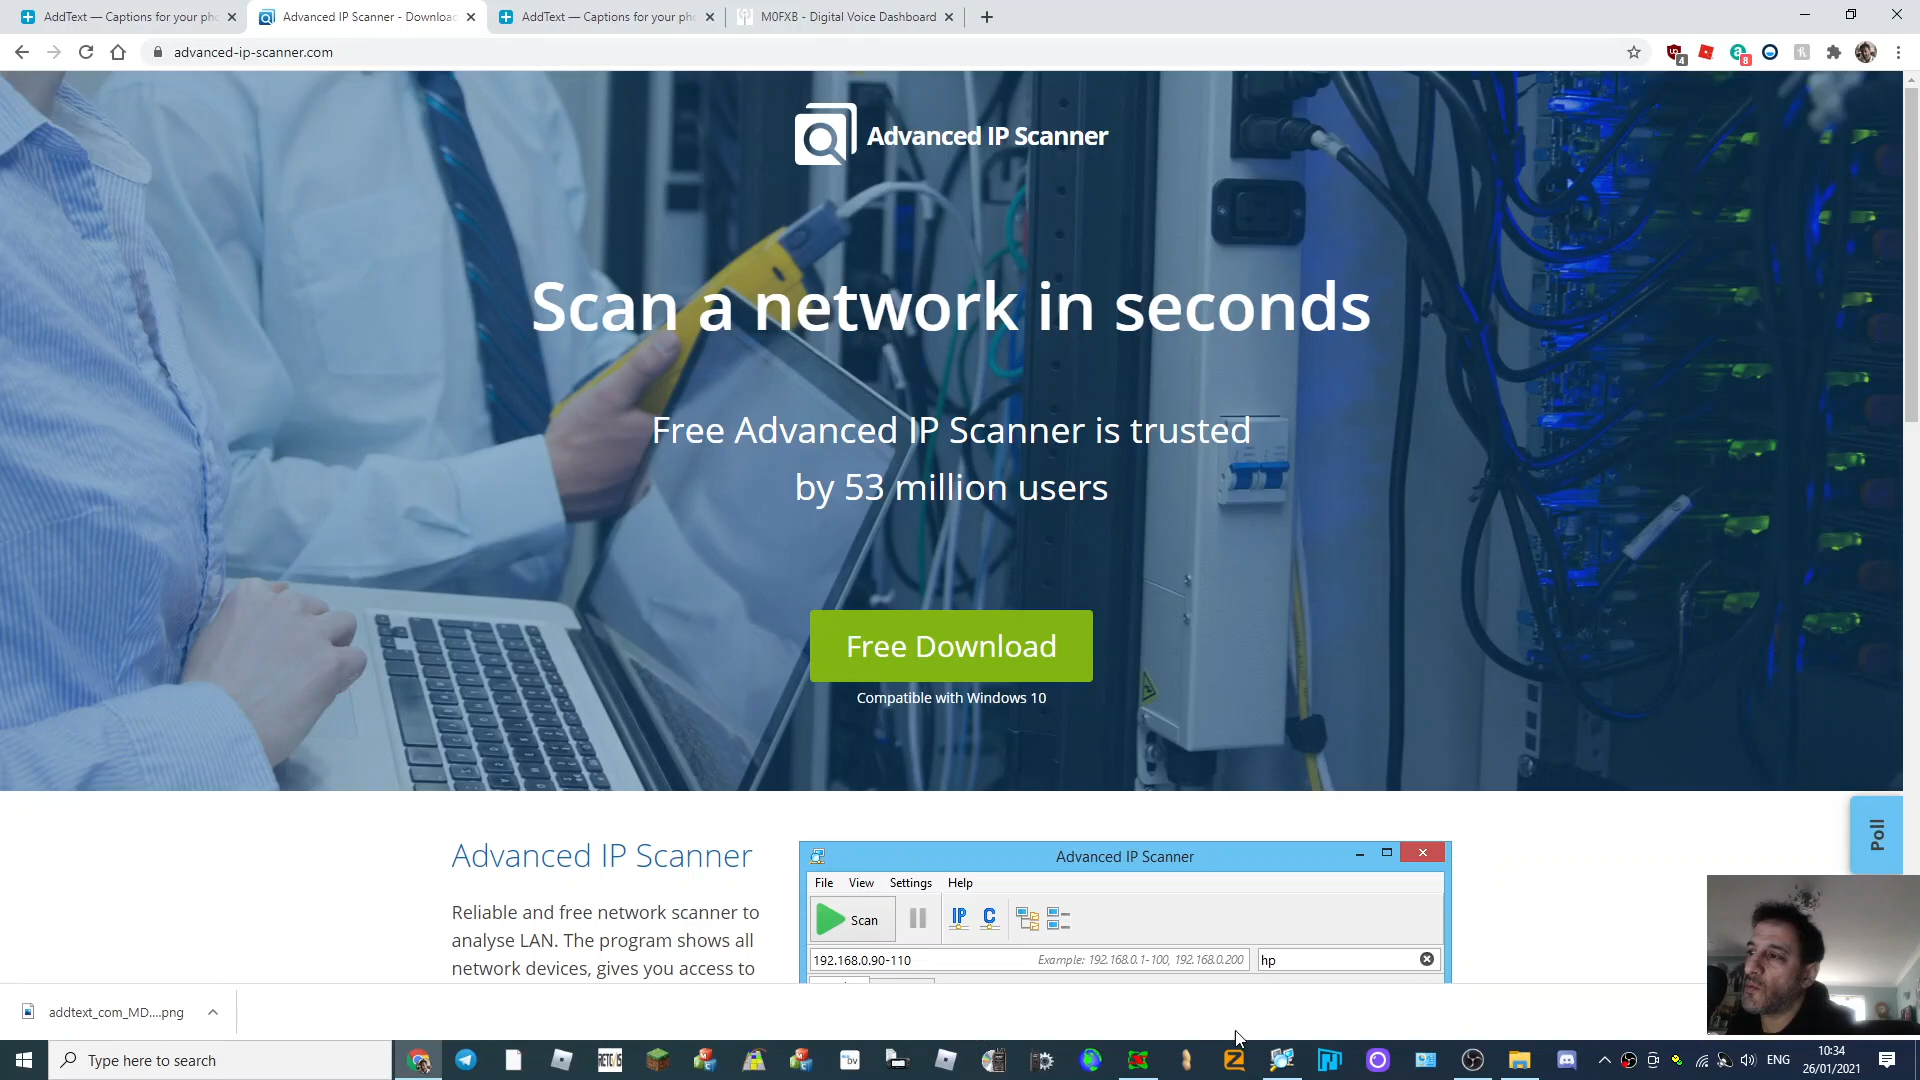 AddText — Captions for your pho
Advanced IP Scanner - Download
AddText — Captions for your pho
M0FXB - Digital Voice Dashboard
advanced-ip-scanner.com
4
8
Advanced IP Scanner
Scan a network in seconds
Free Advanced IP Scanner is trusted
by 53 million users
Free Download
Compatible with Windows 10
Poll
Advanced IP Scanner
Reliable and free network scanner to
analyse LAN. The program shows all
network devices, gives you access to
Advanced IP Scanner
File View Settings Help
Scan
IP
C
192.168.0.90-110
Example: 192.168.0.1-100, 192.168.0.200
hp
addtext_com_MD....png
Type here to search
ENG
10:34
26/01/2021